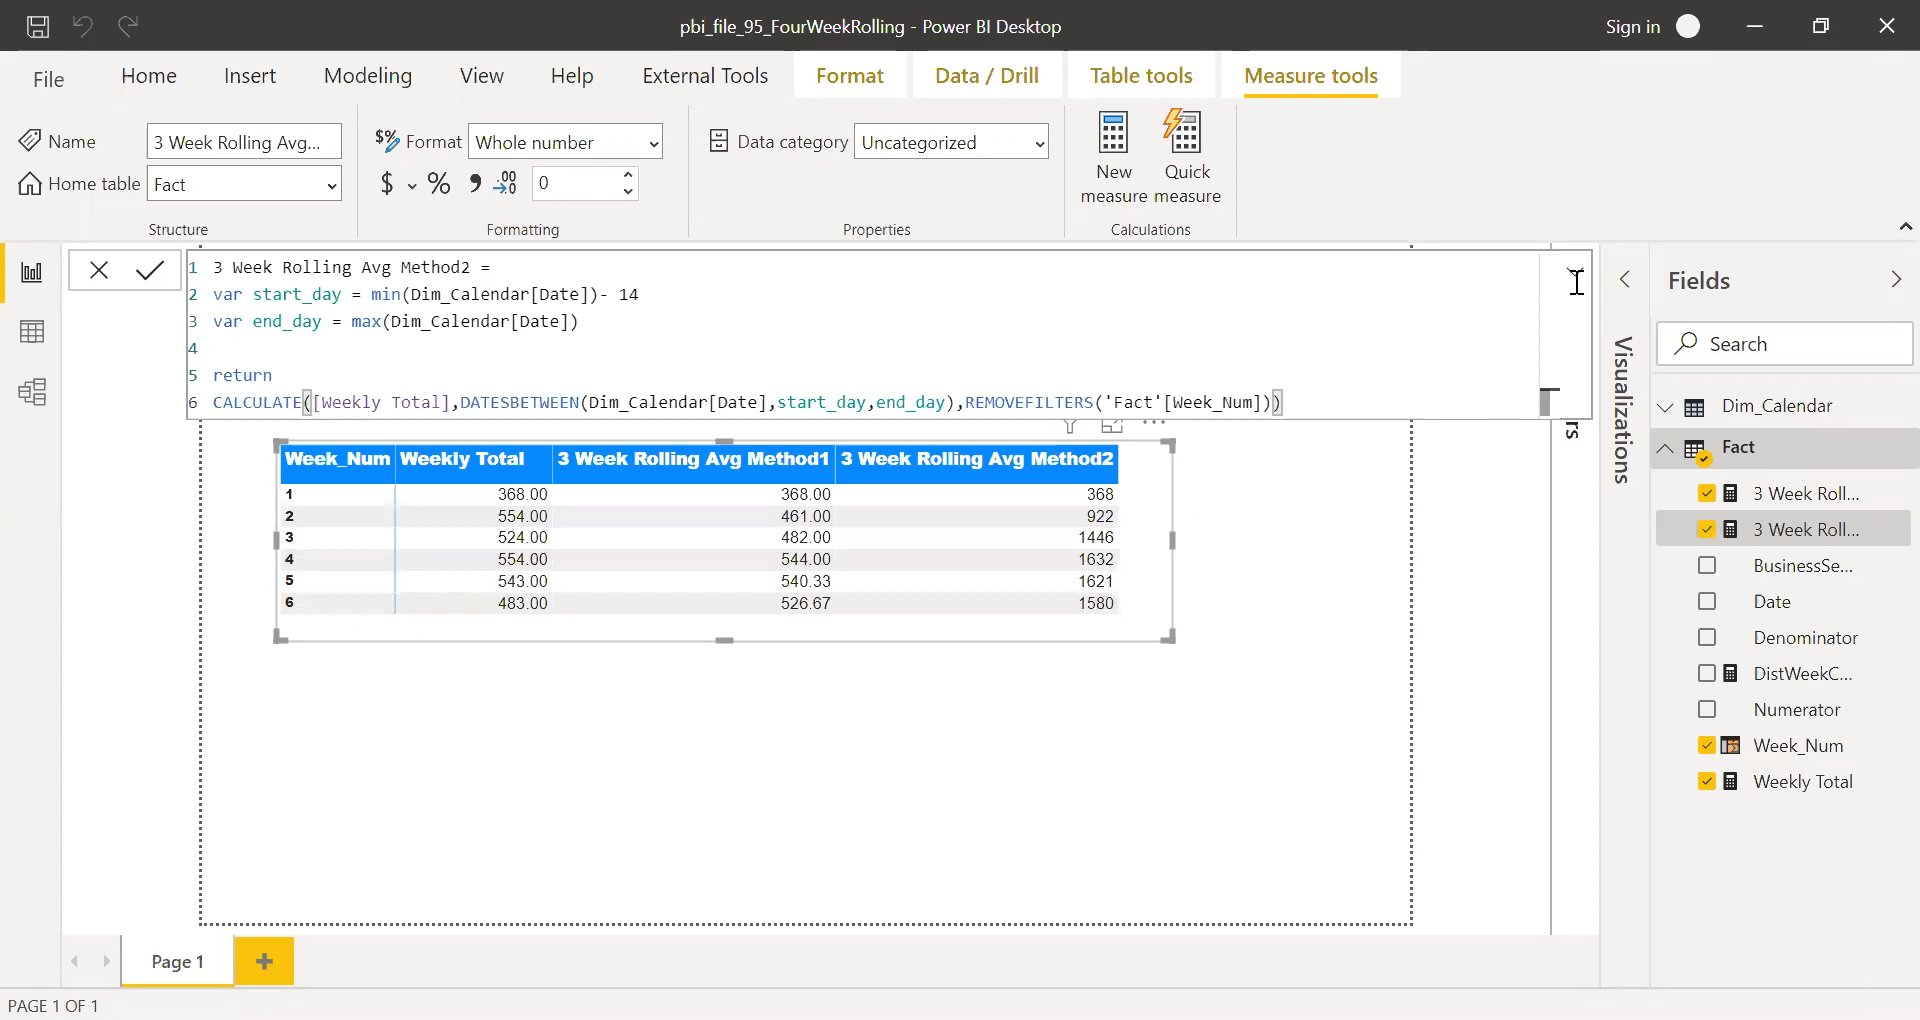 pbi_file_95_FourWeekRolling - Power BI Desktop
Sign in
File
Home
Insert
Modeling
View
Help
External Tools
Format
Data / Drill
Table tools
Measure tools
Name
3 Week Rolling Avg...
Format
Whole number
Data category
Uncategorized
New
measure
Quick
measure
Home table
Fact
$ % 0
Structure
Formatting
Properties
Calculations
1 3 Week Rolling Avg Method2 =
2 var start_day = min(Dim_Calendar[Date])- 14
3 var end_day = max(Dim_Calendar[Date])
4
5 return
6 CALCULATE([Weekly Total],DATESBETWEEN(Dim_Calendar[Date],start_day,end_day),REMOVEFILTERS('Fact'[Week_Num]))
Week_Num Weekly Total 3 Week Rolling Avg Method1 3 Week Rolling Avg Method2
1 368.00 368.00 368
2 554.00 461.00 922
3 524.00 482.00 1446
4 554.00 544.00 1632
5 543.00 540.33 1621
6 483.00 526.67 1580
rs
Visualizations
Fields
Search
Dim_Calendar
Fact
3 Week Roll...
3 Week Roll...
BusinessSe...
Date
Denominator
DistWeekC...
Numerator
Week_Num
Weekly Total
Page 1
PAGE 1 OF 1